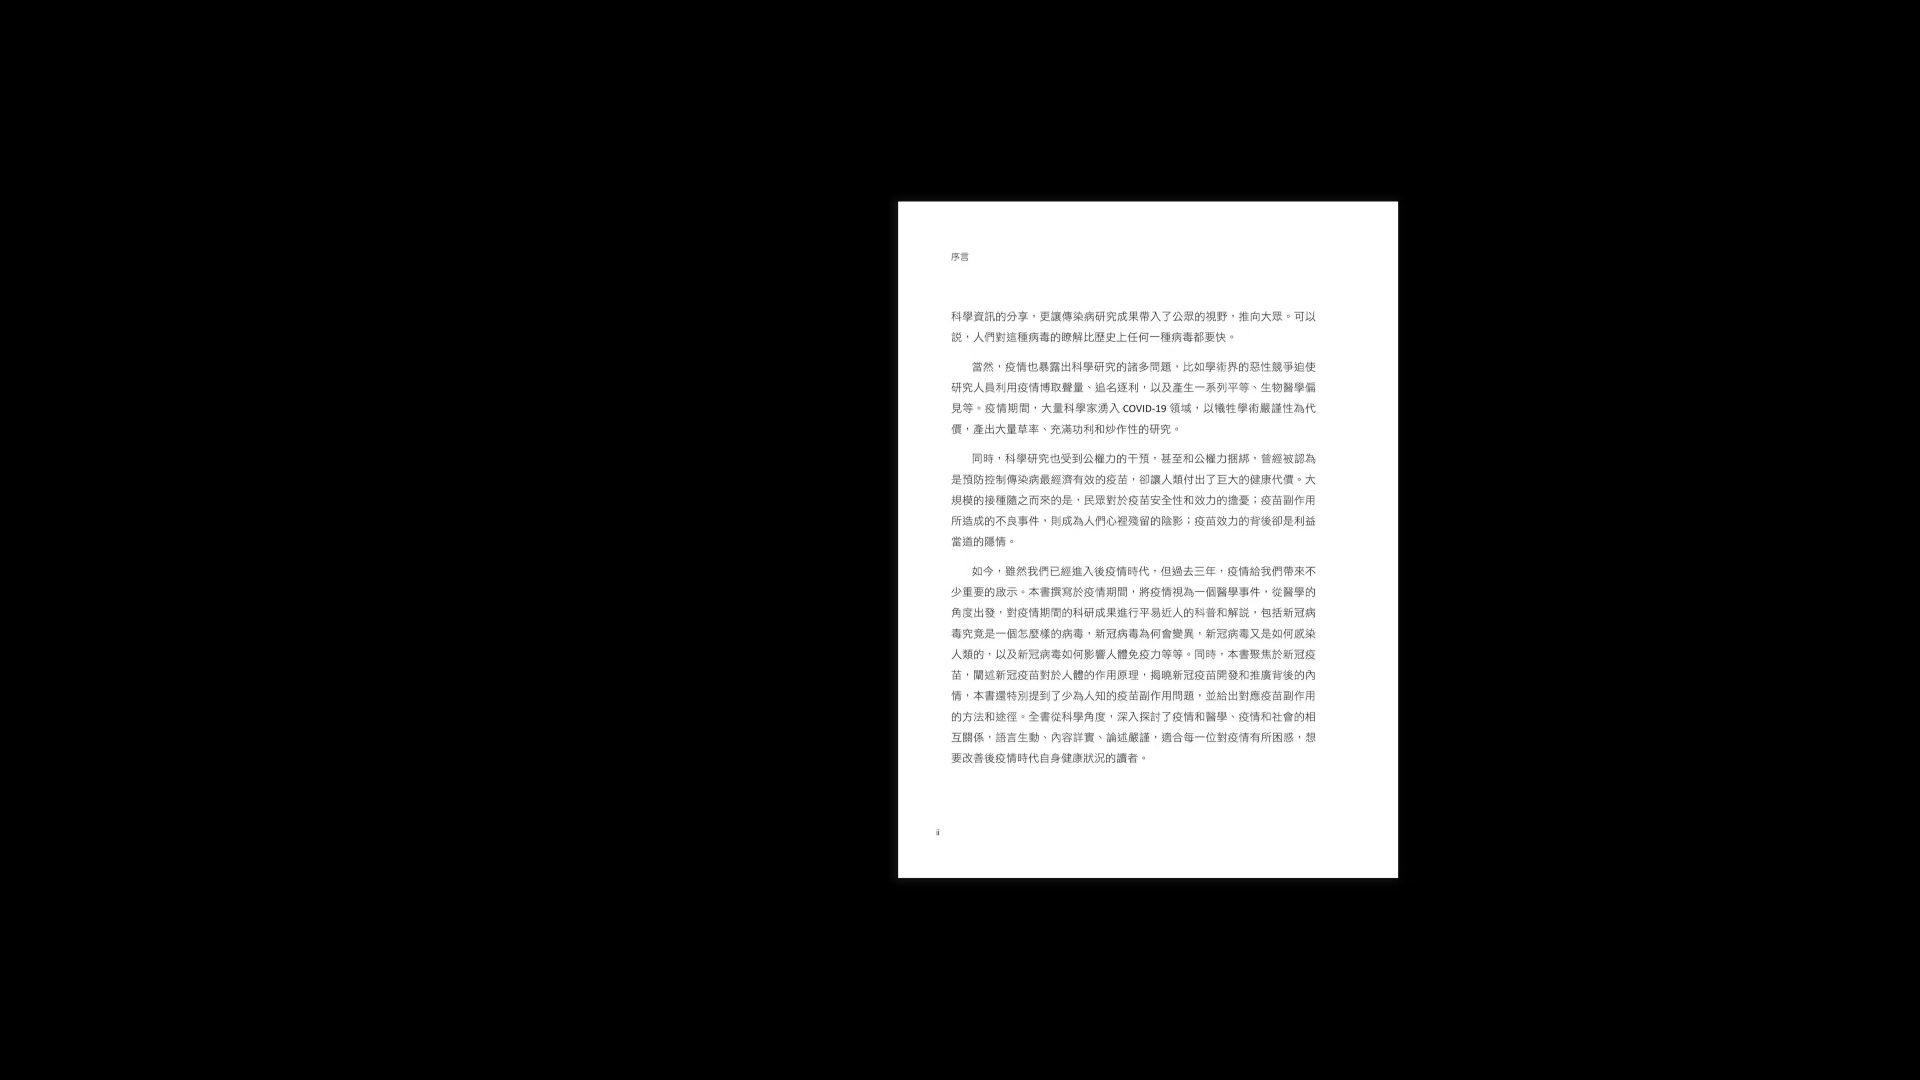 序言
科學資訊的分享，更讓傳染病研究成果帶入了公眾的視野，推向大眾。可以
説，人們對這種病毒的瞭解比歷史上任何一種病毒都要快。
當然，疫情也暴露出科學研究的諸多問題，比如學術界的惡性競爭迫使
研究人員利用疫情博取聲量、追名逐利，以及產生一系列平等、生物醫學偏
見等。疫情期間，大量科學家湧入 COVID-19 領域，以犧牲學術嚴謹性為代
價，產出大量草率、充滿功利和炒作性的研究。
同時，科學研究也受到公權力的干預，甚至和公權力捆綁，曾經被認為
是預防控制傳染病最經濟有效的疫苗，卻讓人類付出了巨大的健康代價。大
規模的接種隨之而來的是，民眾對於疫苗安全性和效力的擔憂；疫苗副作用
所造成的不良事件，則成為人們心裡殘留的陰影；疫苗效力的背後卻是利益
當道的隱情。
如今，雖然我們已經進入後疫情時代，但過去三年，疫情給我們帶來不
少重要的啟示。本書撰寫於疫情期間，將疫情視為一個醫學事件，從醫學的
角度出發，對疫情期間的科研成果進行平易近人的科普和解説，包括新冠病
毒究竟是一個怎麼樣的病毒，新冠病毒為何會變異，新冠病毒又是如何感染
人類的，以及新冠病毒如何影響人體免疫力等等。同時，本書聚焦於新冠疫
苗，闡述新冠疫苗對於人體的作用原理，揭曉新冠疫苗開發和推廣背後的內
情，本書還特別提到了少為人知的疫苗副作用問題，並給出對應疫苗副作用
的方法和途徑。全書從科學角度，深入探討了疫情和醫學、疫情和社會的相
互關係，語言生動、內容詳實、論述嚴謹，適合每一位對疫情有所困惑，想
要改善後疫情時代自身健康狀況的讀者。
ii